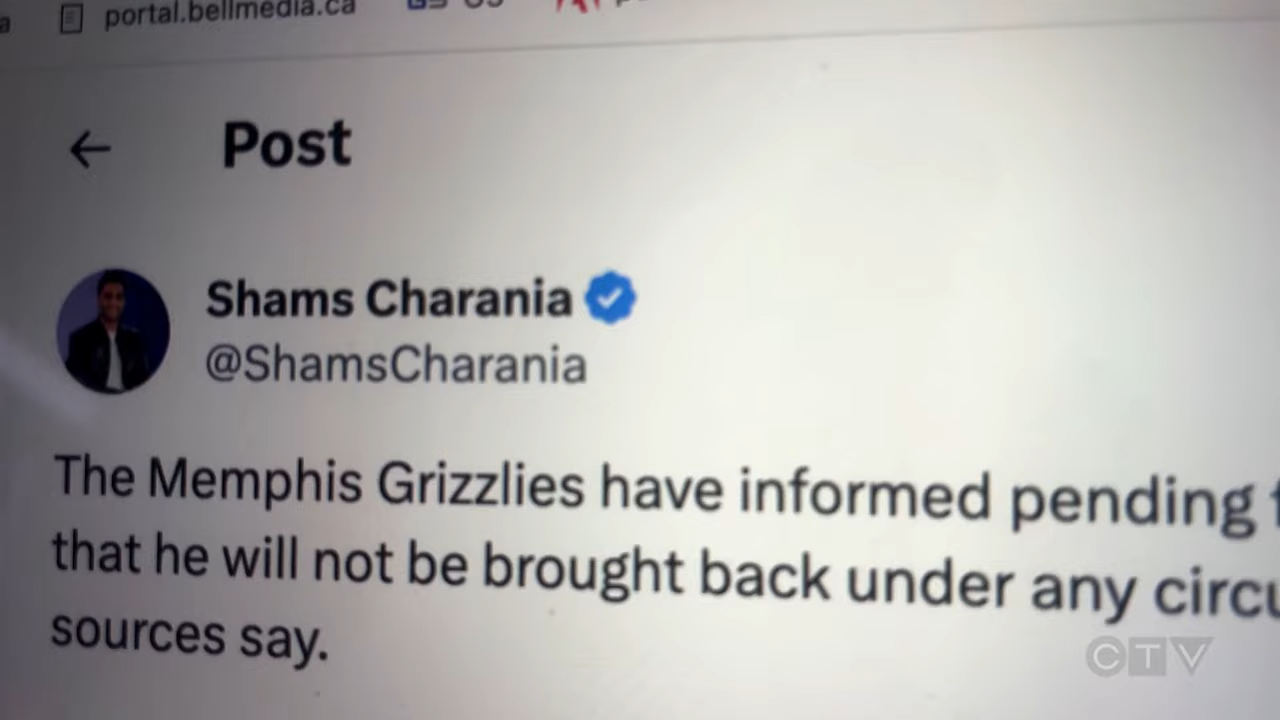 portal.bellmedia.ca
Post
Shams Charania
@ShamsCharania
The Memphis Grizzlies have informed pending
that he will not be brought back under any circu
sources say.
CTV